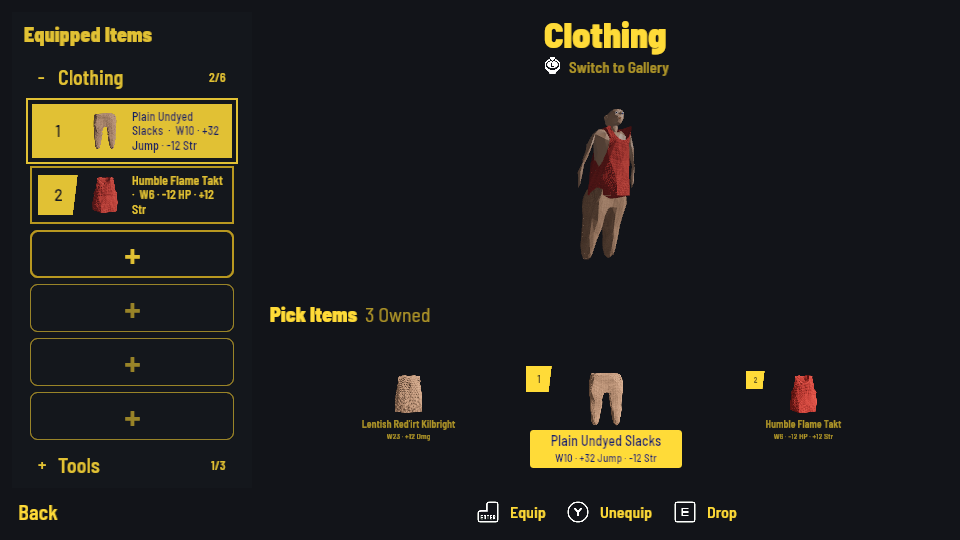 Equipped Items
- Clothing 2/6
1
Plain Undyed
Slacks · W10 · +32
Jump · -12 Str
2
Humble Flame Takt
· W6 · -12 HP · +12
Str
+
+
+
+
+ Tools 1/3
Back
Clothing
L Switch to Gallery
Pick Items 3 Owned
Lentish Red'irt Kilbright
W23 · +12 Dmg
1
Plain Undyed Slacks
W10 · +32 Jump · -12 Str
2
Humble Flame Takt
W6 · -12 HP · +12 Str
ENTER Equip
Y Unequip
E Drop